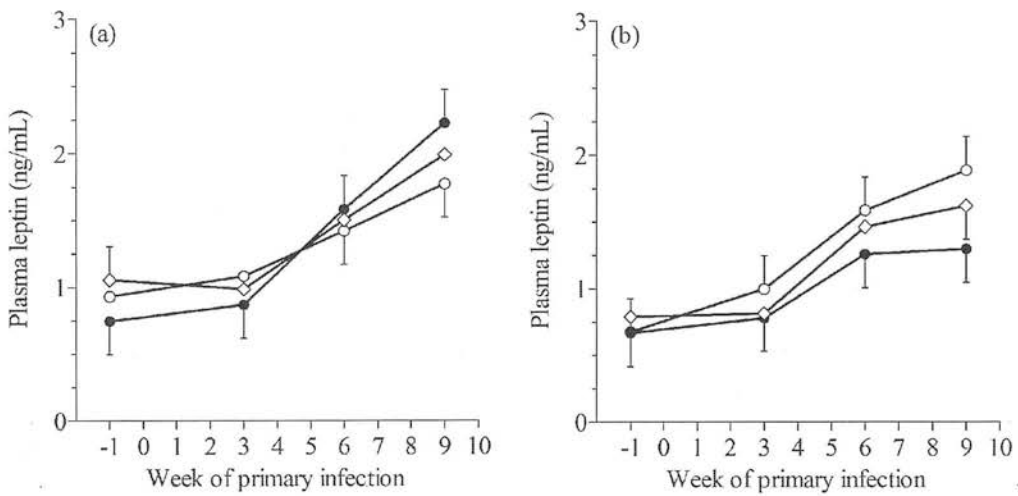 (a)
3
2
1
0
Plasma leptin (ng/mL)
-1 0 1 2 3 4 5 6 7 8 9 10
Week of primary infection
(b)
3
2
1
0
Plasma leptin (ng/mL)
-1 0 1 2 3 4 5 6 7 8 9 10
Week of primary infection